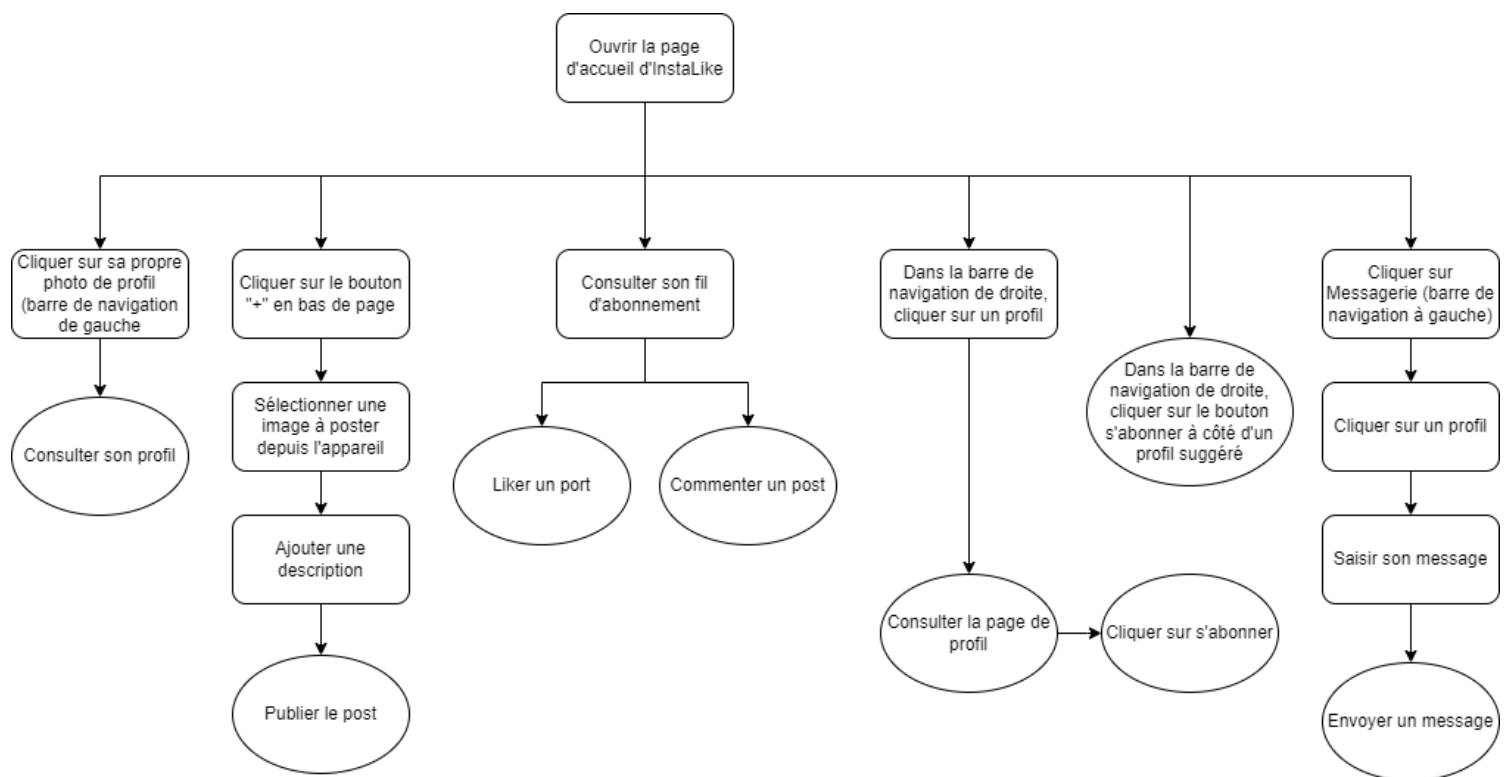 Ouvrir la page
d'accueil d'InstaLike
Cliquer sur sa propre
photo de profil
(barre de navigation
de gauche
Consulter son profil
Cliquer sur le bouton
"+" en bas de page
Sélectionner une
image à poster
depuis l'appareil
Ajouter une
description
Publier le post
Consulter son fil
d'abonnement
Liker un port
Commenter un post
Dans la barre de
navigation de droite,
cliquer sur un profil
Consulter la page de
profil
Cliquer sur s'abonner
Dans la barre de
navigation de droite,
cliquer sur le bouton
s'abonner à côté d'un
profil suggéré
Cliquer sur
Messagerie (barre de
navigation à gauche)
Cliquer sur un profil
Saisir son message
Envoyer un message